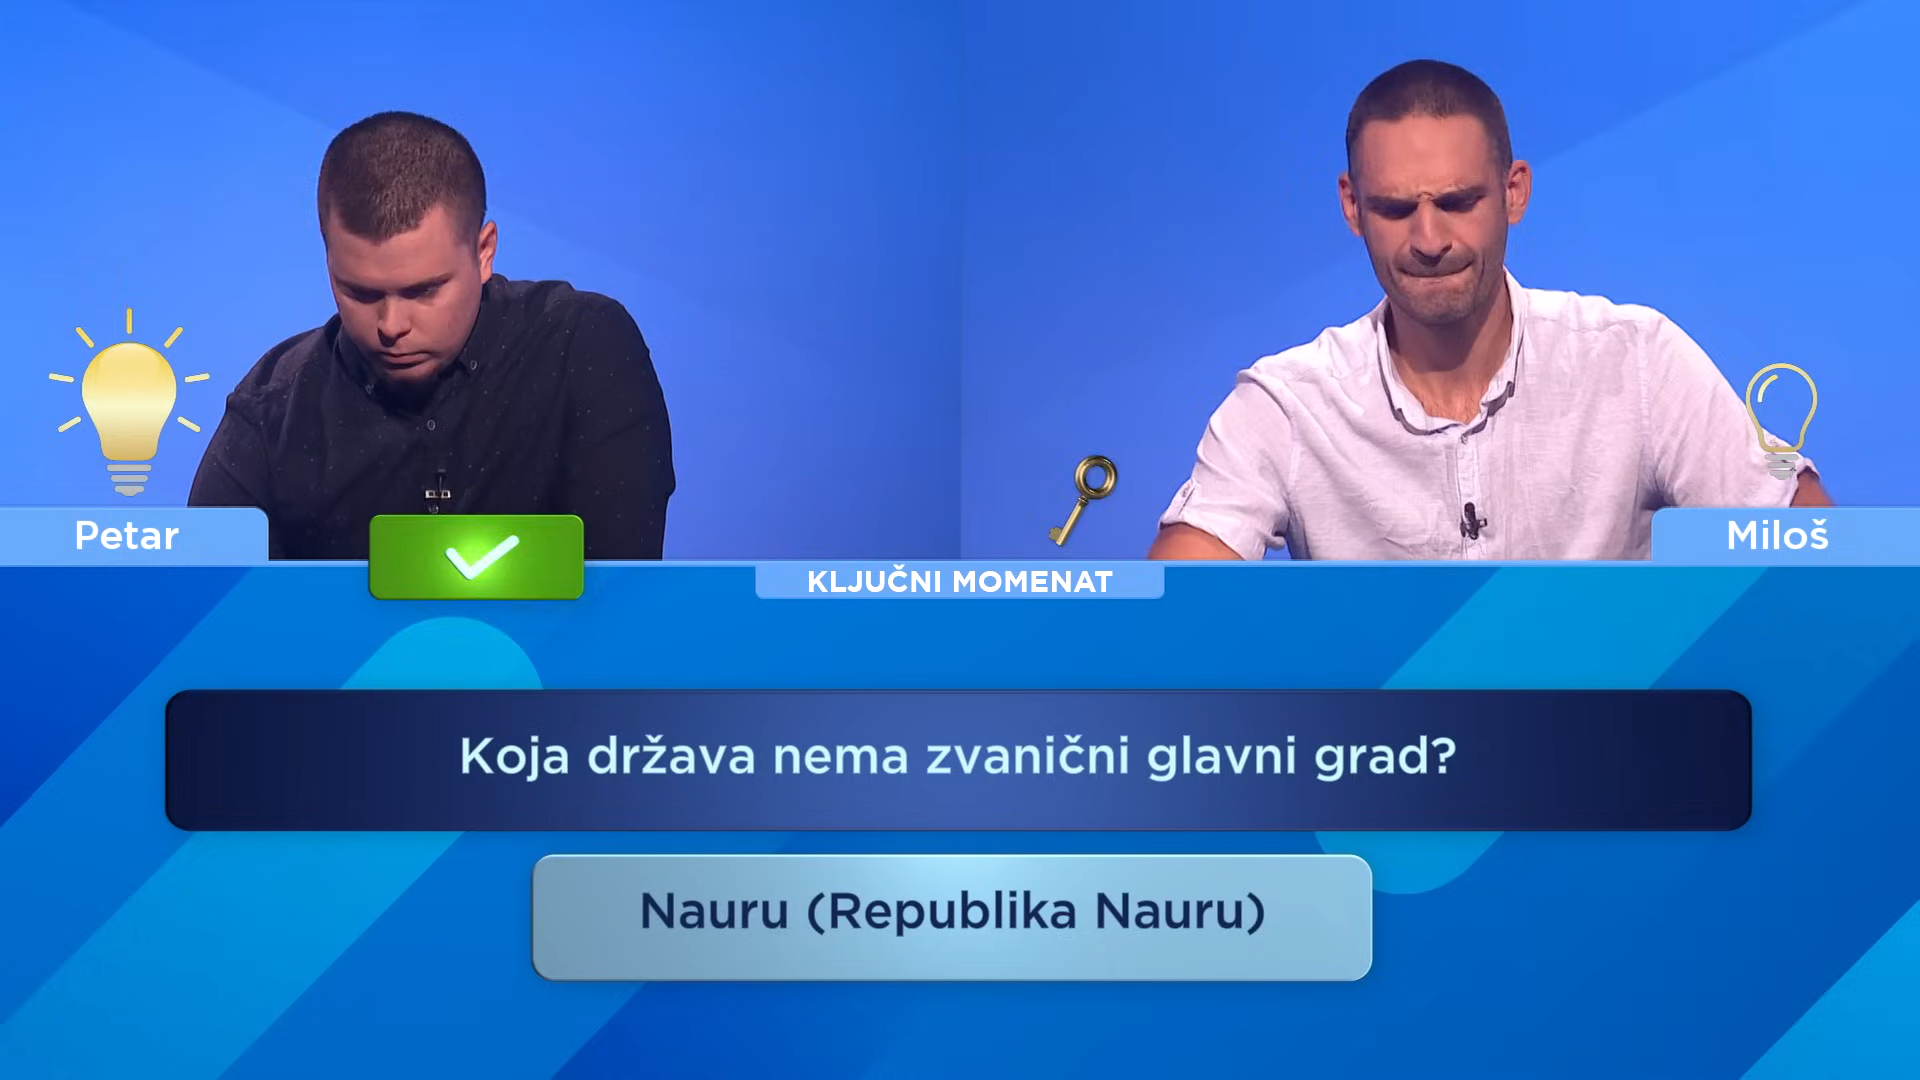 Petar
Miloš
KLJUČNI MOMENAT
Koja država nema zvanični glavni grad?
Nauru (Republika Nauru)